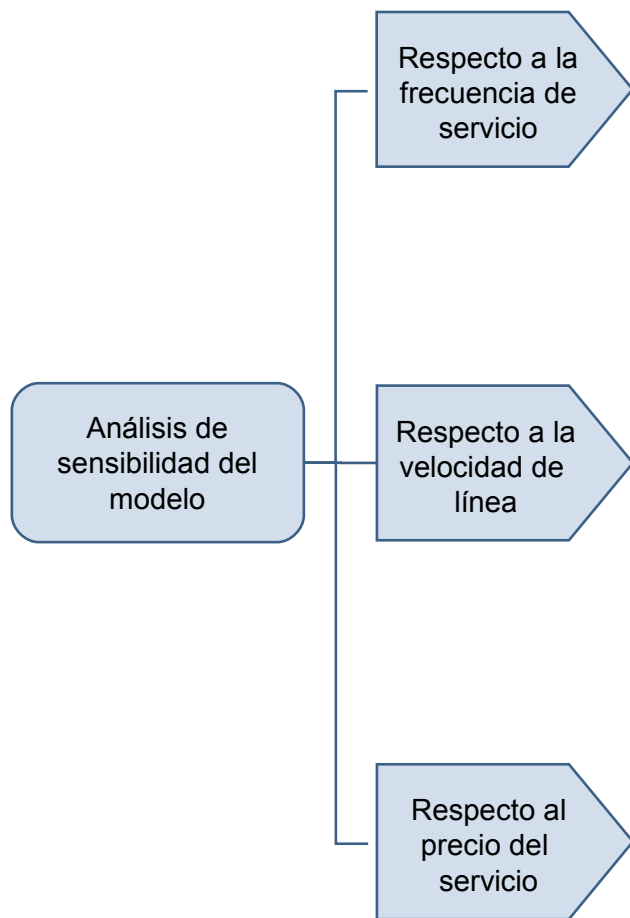 Respecto a la
frecuencia de
servicio
Análisis de
sensibilidad del
modelo
Respecto a la
velocidad de
línea
Respecto al
precio del
servicio